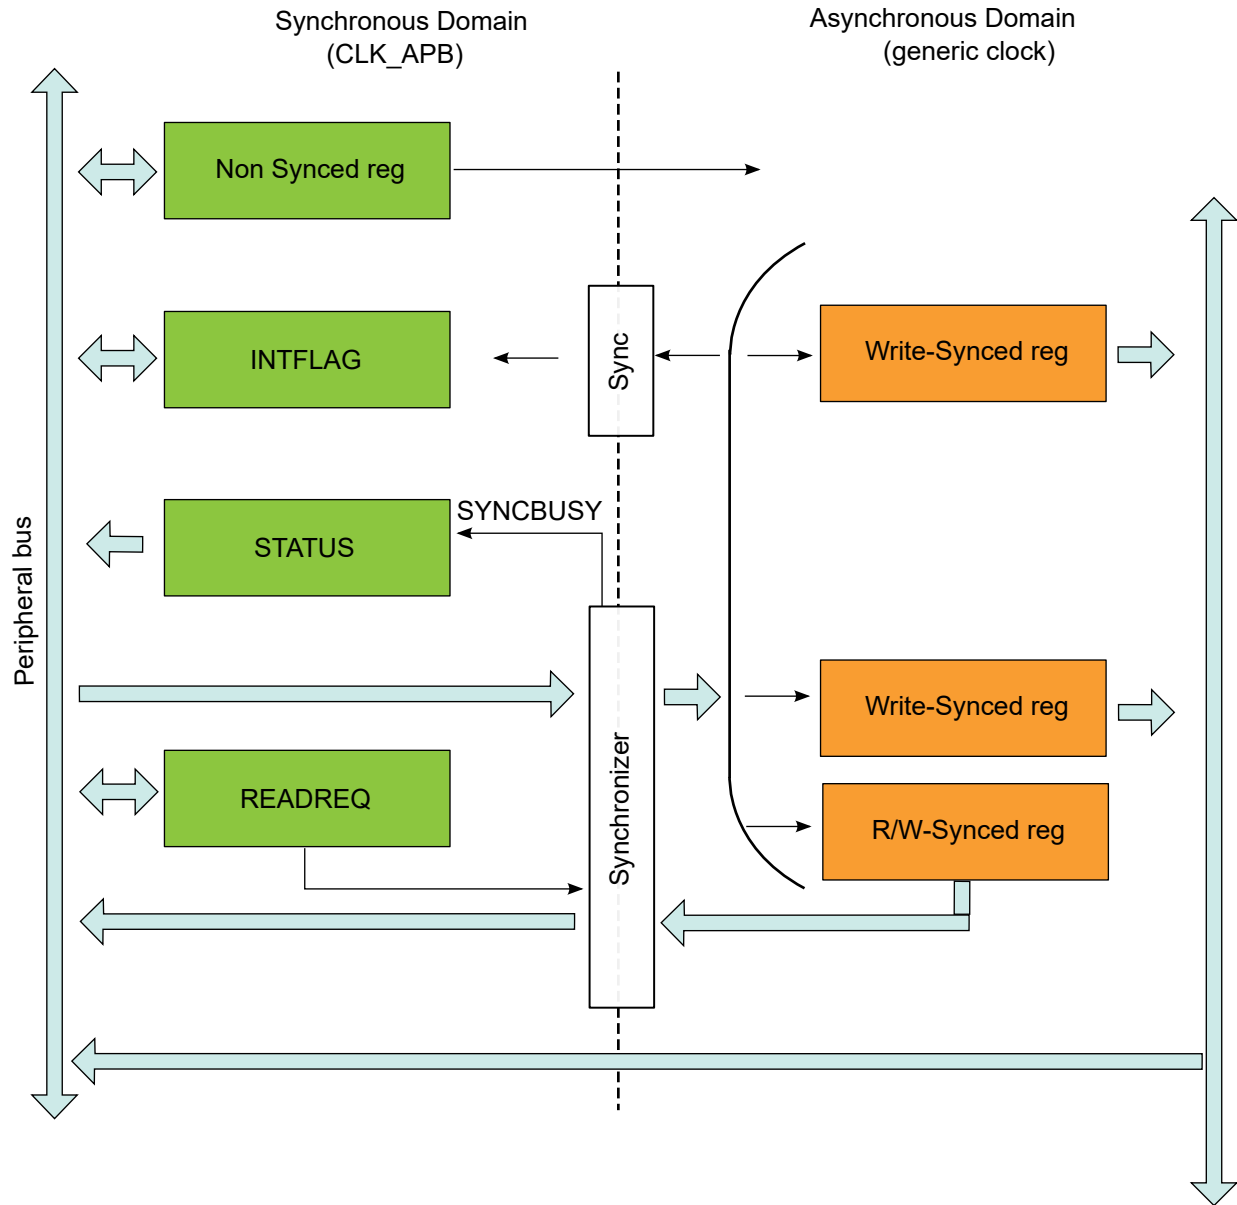 Synchronous Domain
(CLK_APB)
Asynchronous Domain
(generic clock)
Non Synced reg
INTFLAG
Sync
Write-Synced reg
SYNCBUSY
STATUS
Peripheral bus
Write-Synced reg
READREQ
Synchronizer
R/W-Synced reg